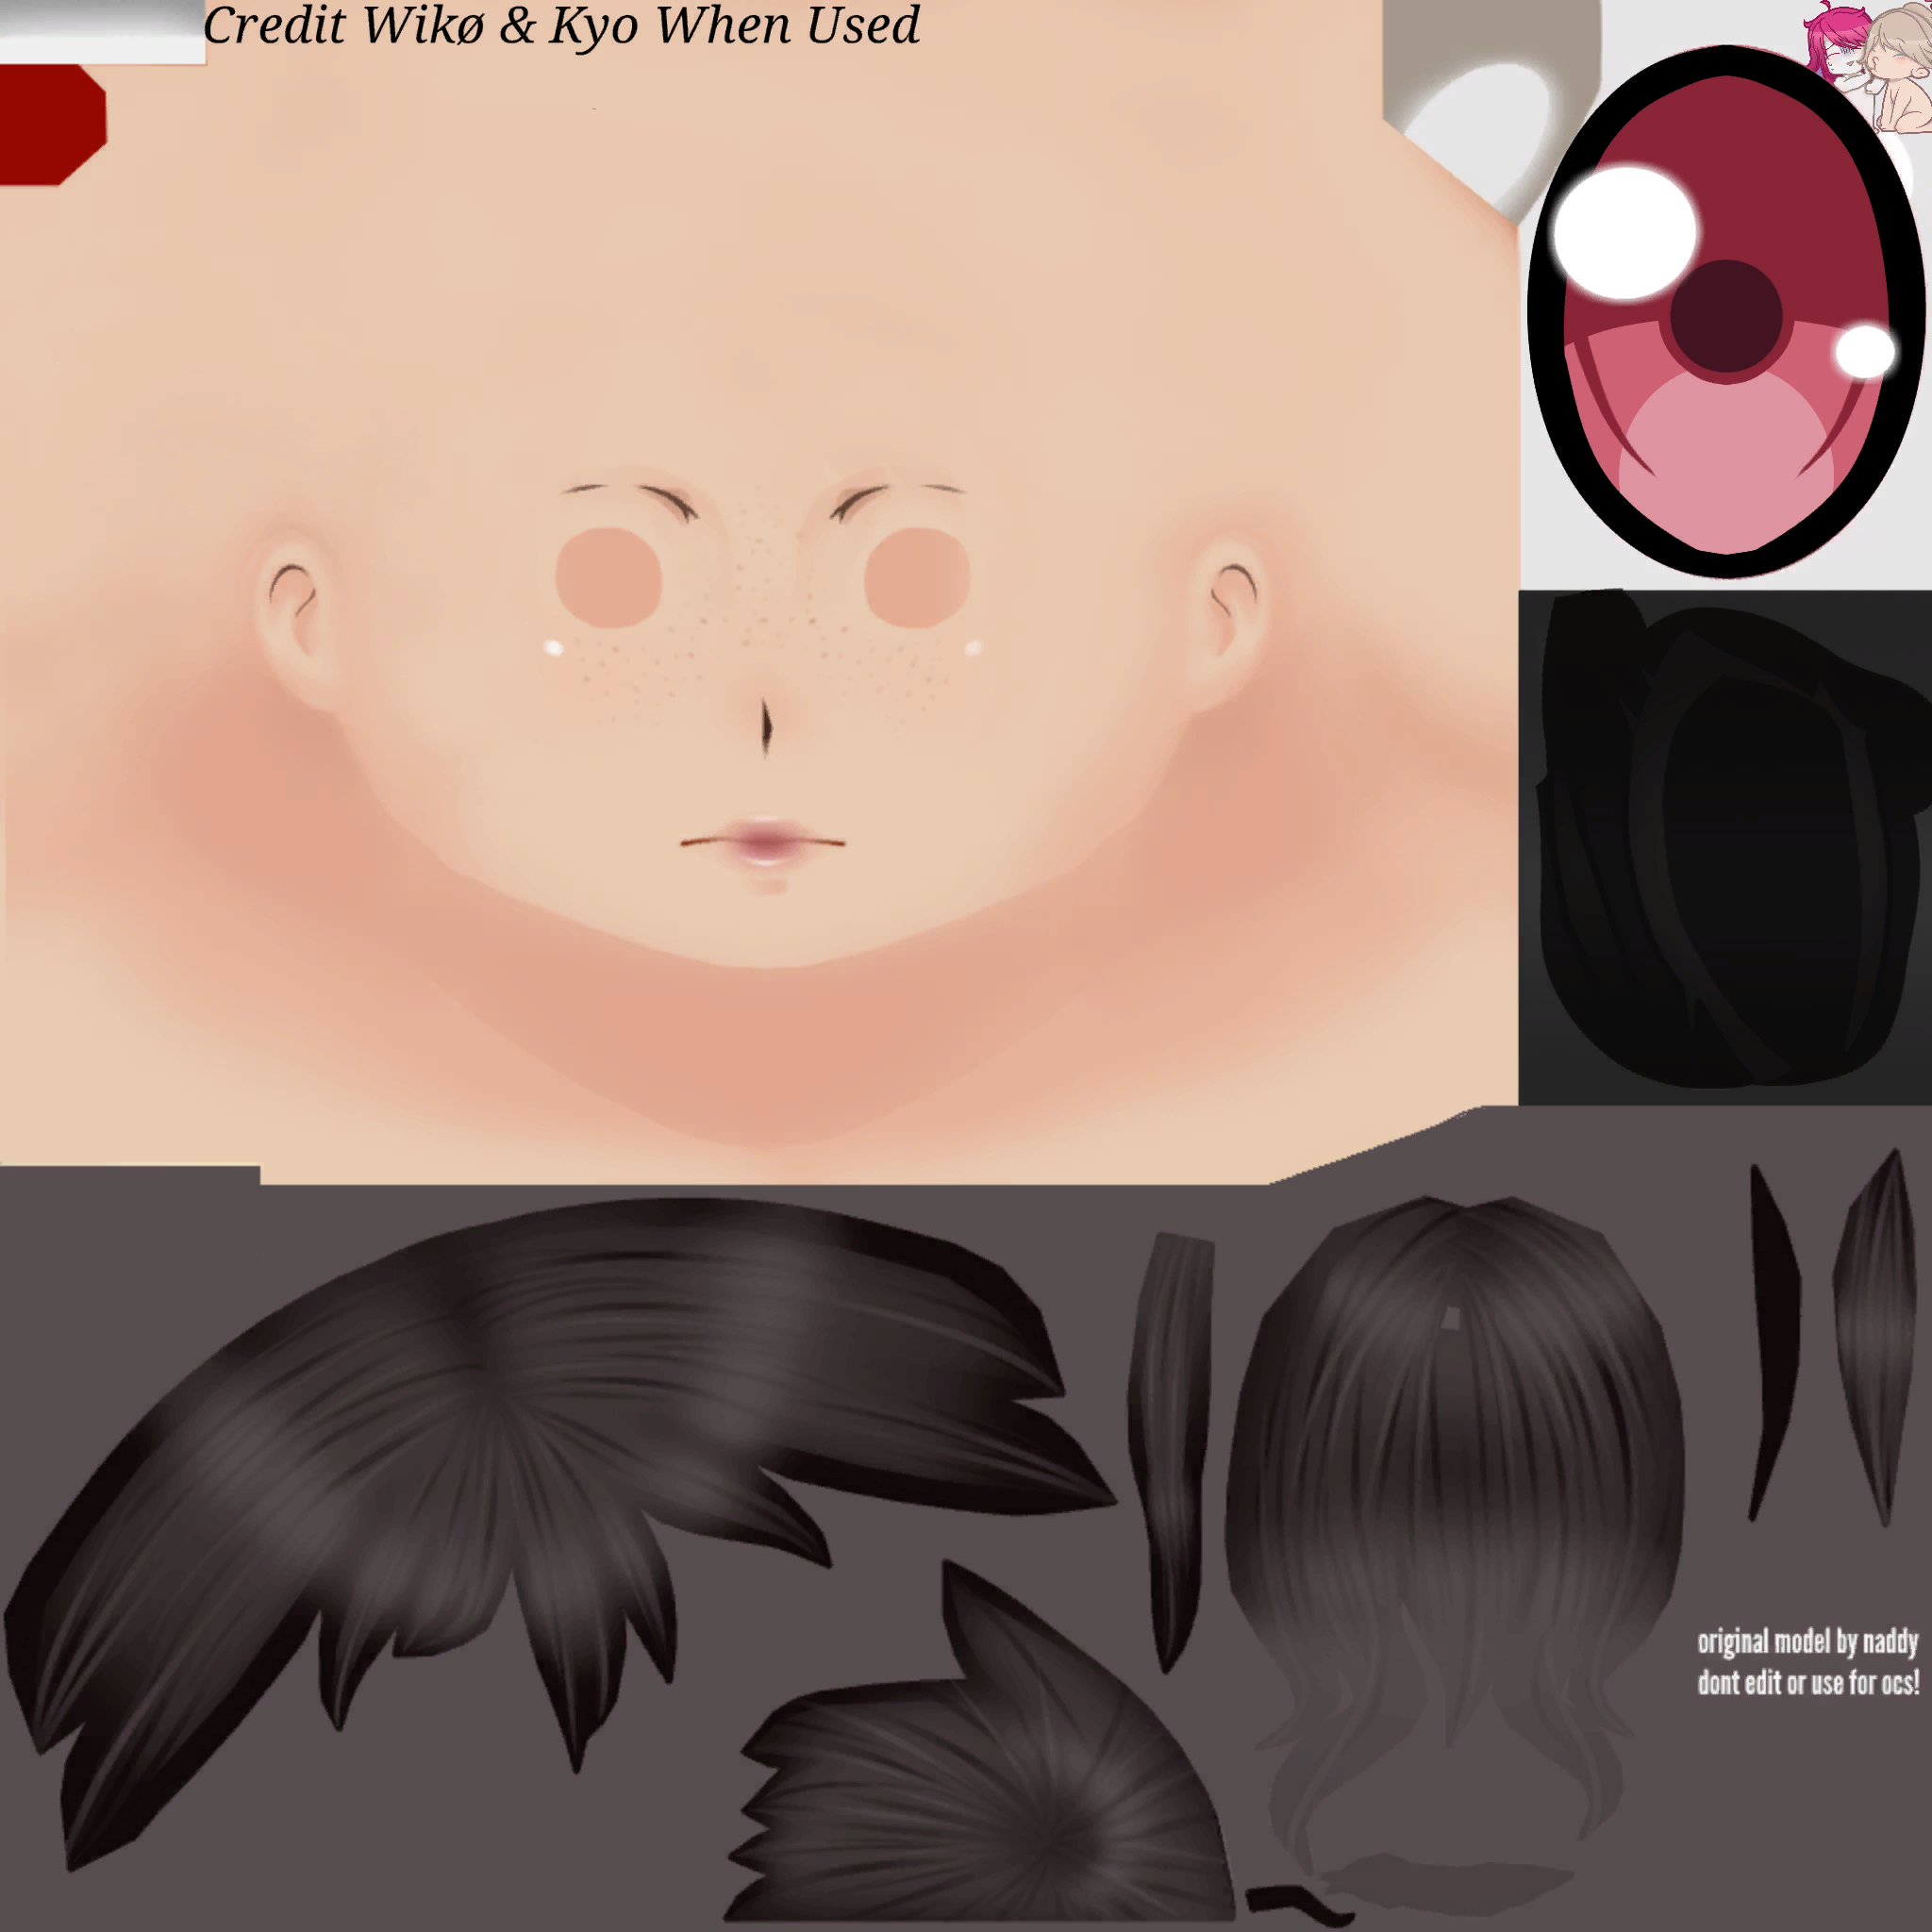 Credit Wikø & Kyo When Used
original model by naddy
dont edit or use for ocs!